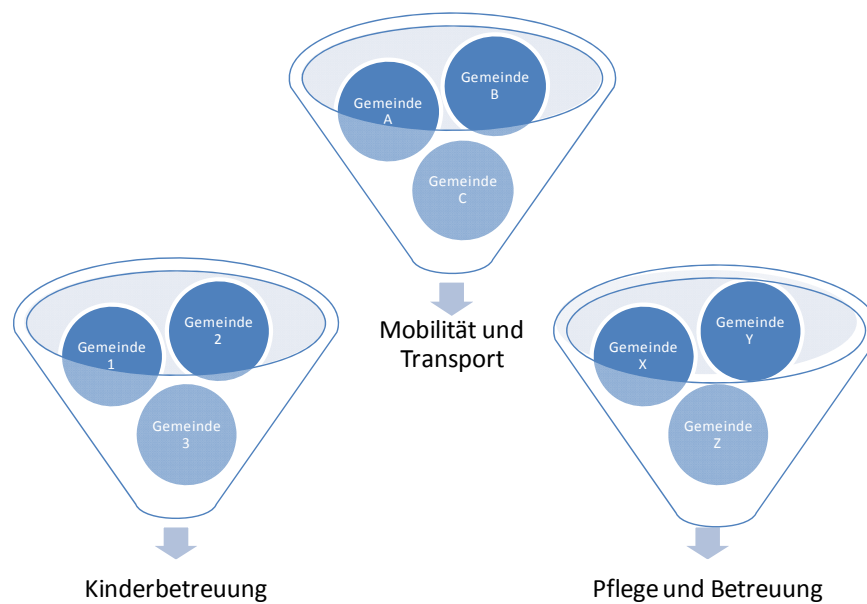 Gemeinde
A
Gemeinde
B
Gemeinde
C
Mobilität und
Transport
Gemeinde
1
Gemeinde
2
Gemeinde
3
Kinderbetreuung
Gemeinde
X
Gemeinde
Y
Gemeinde
Z
Pflege und Betreuung